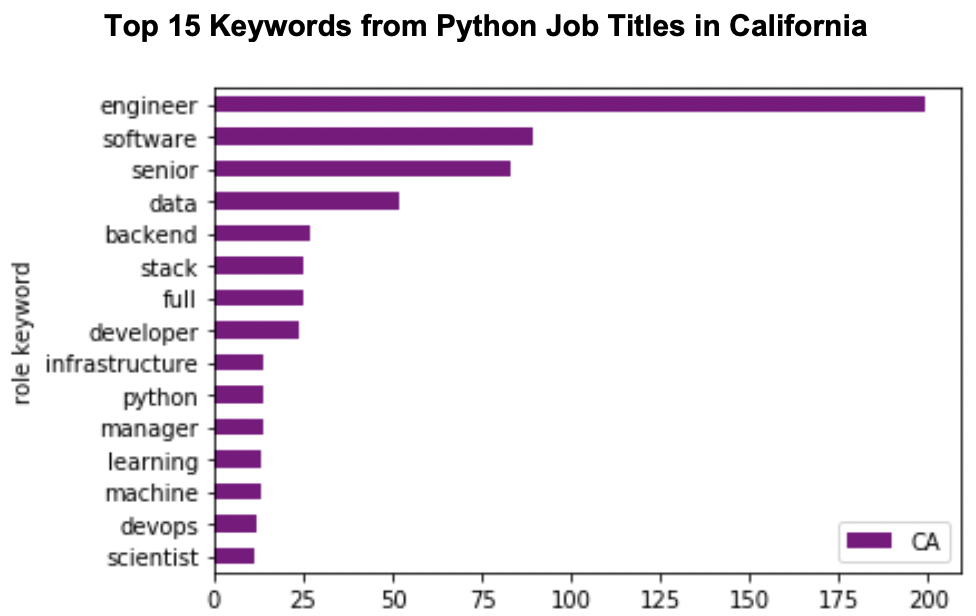 Top 15 Keywords from Python Job Titles in California
engineer
software
senior
data
backend
stack
full
developer
infrastructure
python
manager
learning
machine
devops
scientist
role keyword
CA
0 25 50 75 100 125 150 175 200